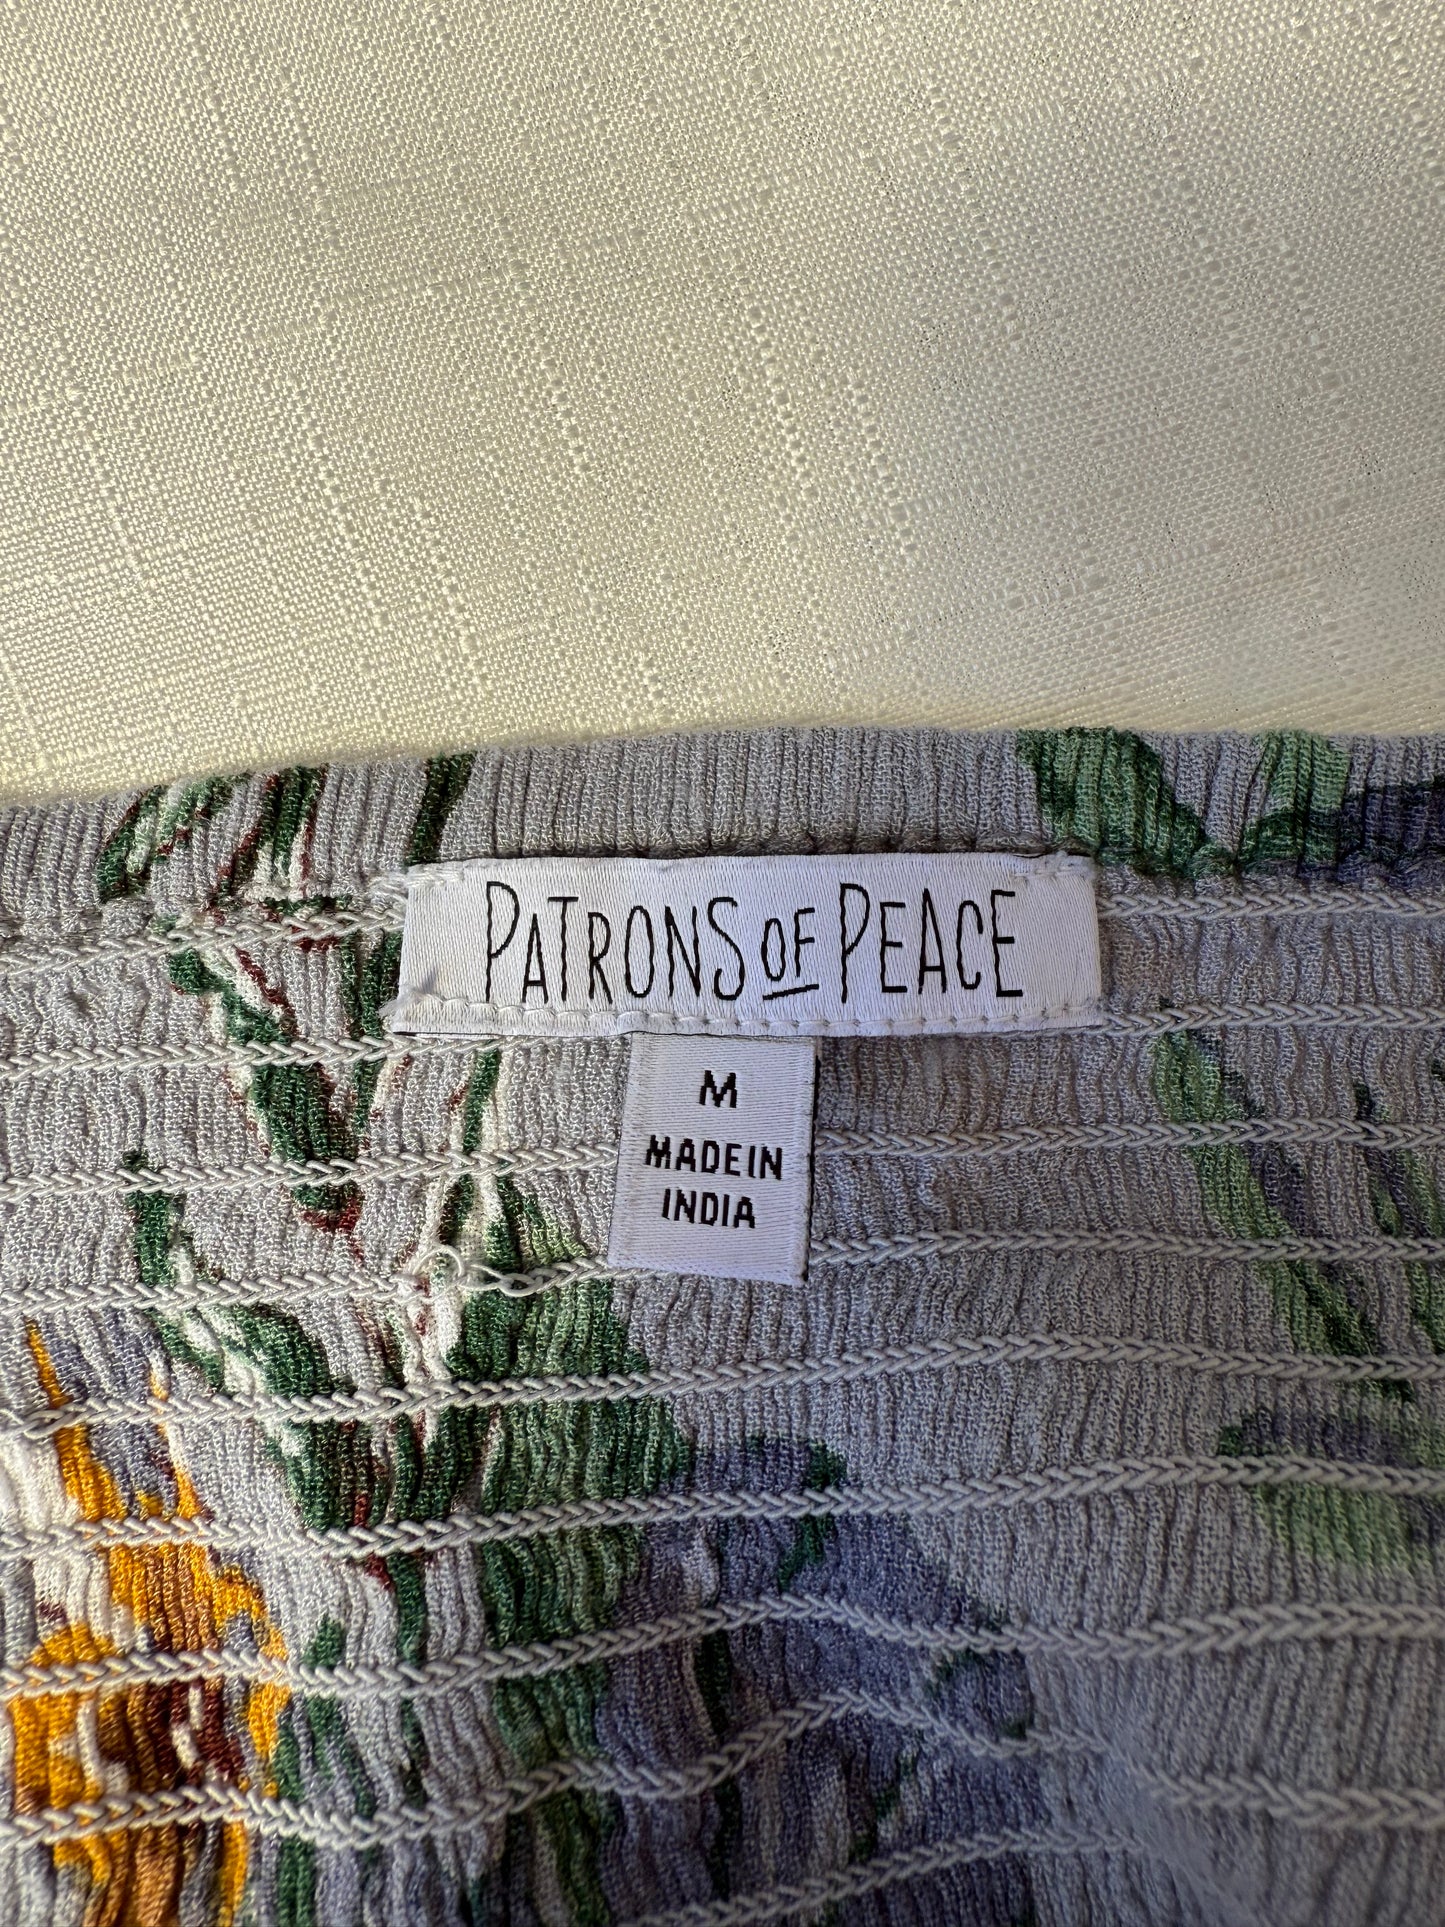 PATRONS OF PEACE
M
MADE IN
INDIA